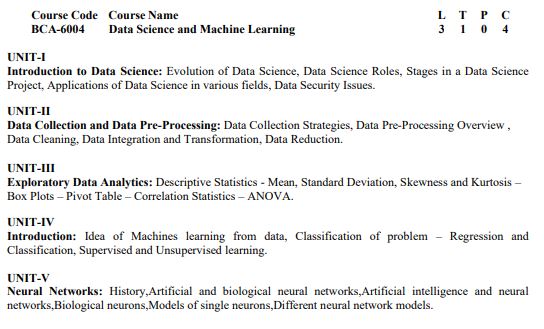 Course Code Course Name L T P C
BCA-6004 Data Science and Machine Learning 3 1 0 4
UNIT-I
Introduction to Data Science: Evolution of Data Science, Data Science Roles, Stages in a Data Science
Project, Applications of Data Science in various fields, Data Security Issues.
UNIT-II
Data Collection and Data Pre-Processing: Data Collection Strategies, Data Pre-Processing Overview ,
Data Cleaning, Data Integration and Transformation, Data Reduction.
UNIT-III
Exploratory Data Analytics: Descriptive Statistics - Mean, Standard Deviation, Skewness and Kurtosis –
Box Plots – Pivot Table – Correlation Statistics – ANOVA.
UNIT-IV
Introduction: Idea of Machines learning from data, Classification of problem – Regression and
Classification, Supervised and Unsupervised learning.
UNIT-V
Neural Networks: History,Artificial and biological neural networks,Artificial intelligence and neural
networks,Biological neurons,Models of single neurons,Different neural network models.